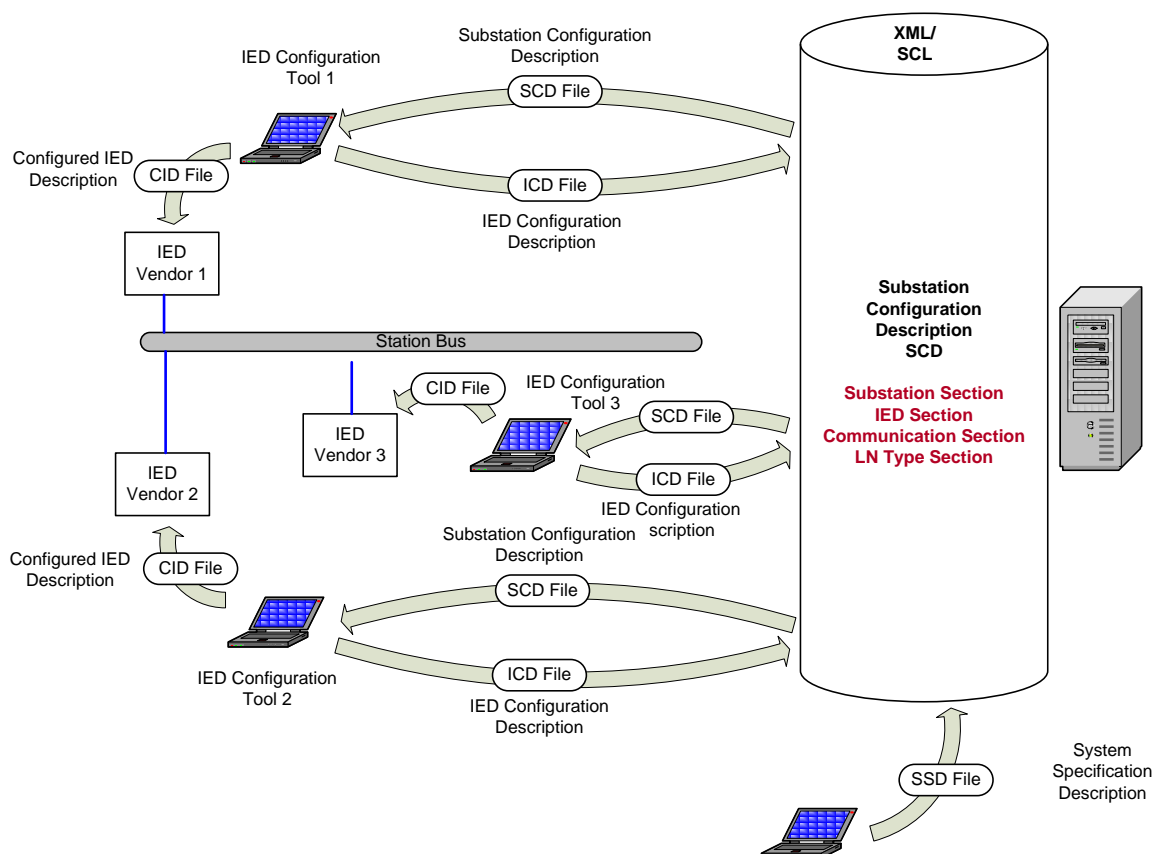 Substation Configuration
Description
XML/
SCL
IED Configuration
Tool 1
SCD File
Configured IED
Description
CID File
ICD File
IED Configuration
Description
IED
Vendor 1
Substation
Configuration
Description
SCD
Station Bus
CID File
IED Configuration
Tool 3
SCD File
Substation Section
IED Section
Communication Section
LN Type Section
IED
Vendor 3
IED
Vendor 2
ICD File
IED Configuration
scription
Substation Configuration
Description
Configured IED
Description
CID File
SCD File
IED Configuration
Tool 2
ICD File
IED Configuration
Description
SSD File
System
Specification
Description
e